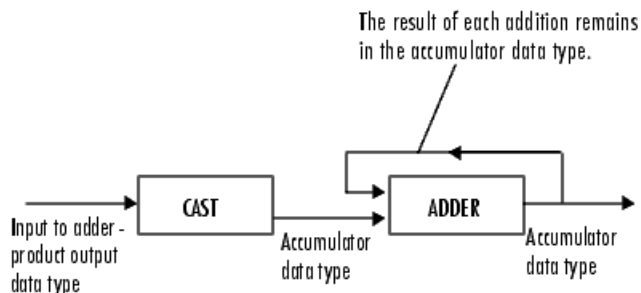 The result of each addition remains
in the accumulator data type.
CAST
ADDER
Input to adder -
product output
data type
Accumulator
data type
Accumulator
data type